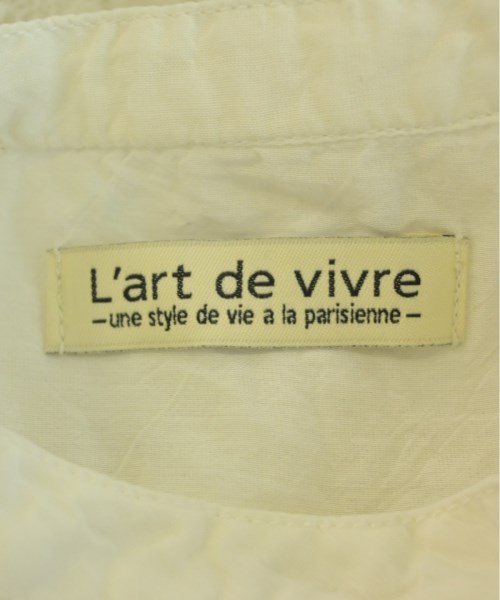 L'art de vivre
–une style de vie a la parisienne–